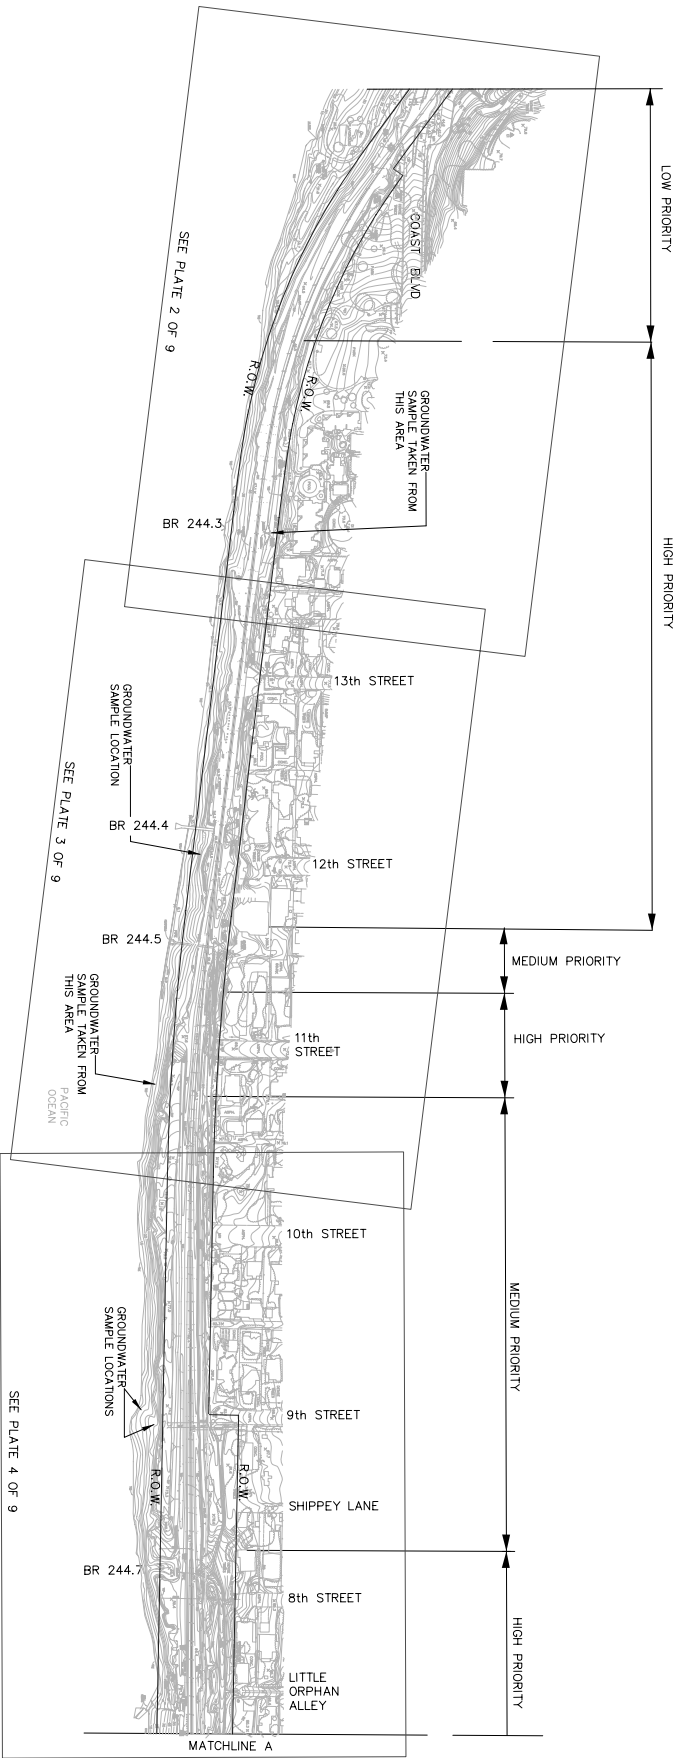 LOW PRIORITY
COAST BLVD
SEE PLATE 2 OF 9
R.O.W.
R.O.W.
GROUNDWATER
SAMPLE TAKEN FROM
THIS AREA
BR 244.3
HIGH PRIORITY
13th STREET
GROUNDWATER
SAMPLE LOCATION
SEE PLATE 3 OF 9
BR 244.4
12th STREET
BR 244.5
MEDIUM PRIORITY
GROUNDWATER
SAMPLE TAKEN FROM
THIS AREA
11th
STREET
HIGH PRIORITY
PACIFIC
OCEAN
10th STREET
MEDIUM PRIORITY
GROUNDWATER
SAMPLE LOCATIONS
9th STREET
SEE PLATE 4 OF 9
R.O.W.
R.O.W.
SHIPPEY LANE
BR 244.7
8th STREET
HIGH PRIORITY
LITTLE
ORPHAN
ALLEY
MATCHLINE A